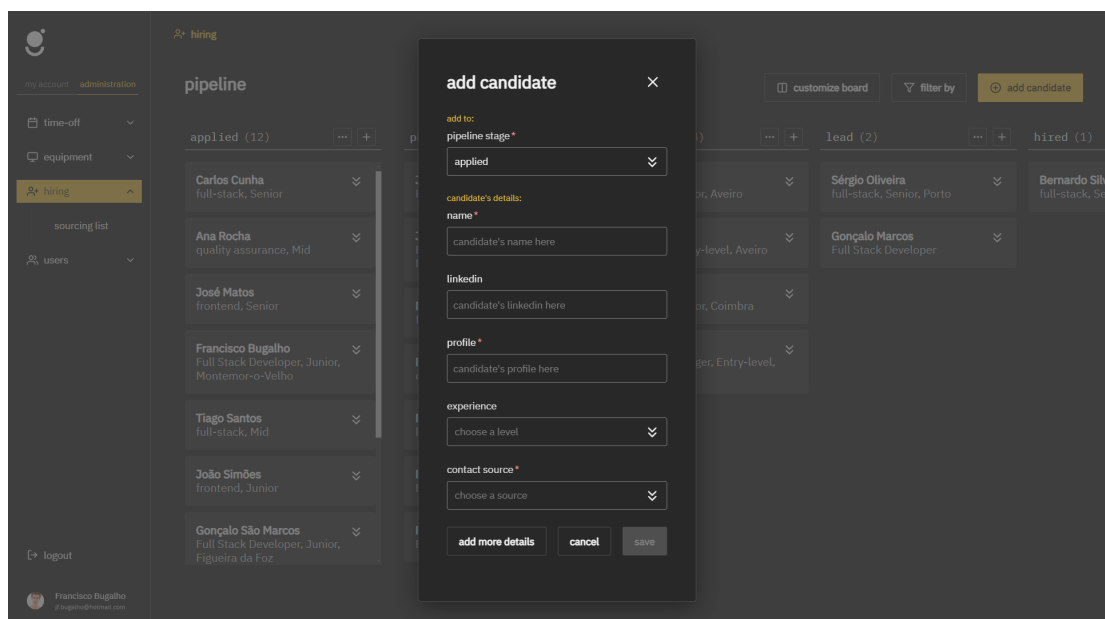 hiring
my account administration
pipeline
customize board
filter by
add candidate
time-off
equipment
hiring
sourcing list
users
logout
Francisco Bugalho
applied (12)
Carlos Cunha
full-stack, Senior
Ana Rocha
quality assurance, Mid
José Matos
frontend, Senior
Francisco Bugalho
Full Stack Developer, Junior,
Montemor-o-Velho
Tiago Santos
full-stack, Mid
João Simões
frontend, Junior
Gonçalo São Marcos
Full Stack Developer, Junior,
Figueira da Foz
add candidate
add to:
pipeline stage*
applied
candidate's details:
name*
candidate's name here
linkedin
candidate's linkedin here
profile*
candidate's profile here
experience
choose a level
contact source*
choose a source
add more details
cancel
save
or, Aveiro
y-level, Aveiro
or, Coimbra
ger, Entry-level,
lead (2)
Sérgio Oliveira
full-stack, Senior, Porto
Gonçalo Marcos
Full Stack Developer
hired (1)
Bernardo Silv
full-stack, Se